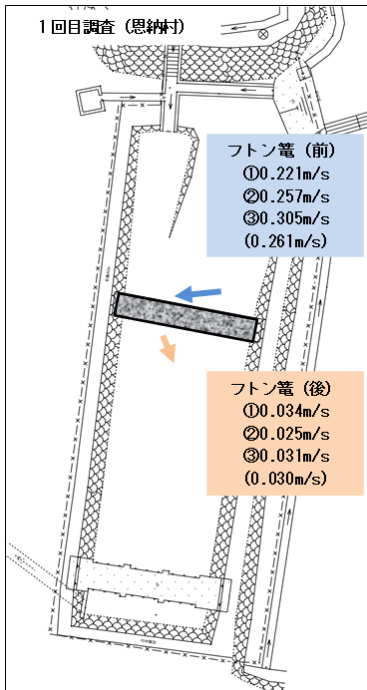 1回目調査（恩納村）
フトン篭（前）
①0.221m/s
②0.257m/s
③0.305m/s
(0.261m/s)
フトン篭（後）
①0.034m/s
②0.025m/s
③0.031m/s
(0.030m/s)